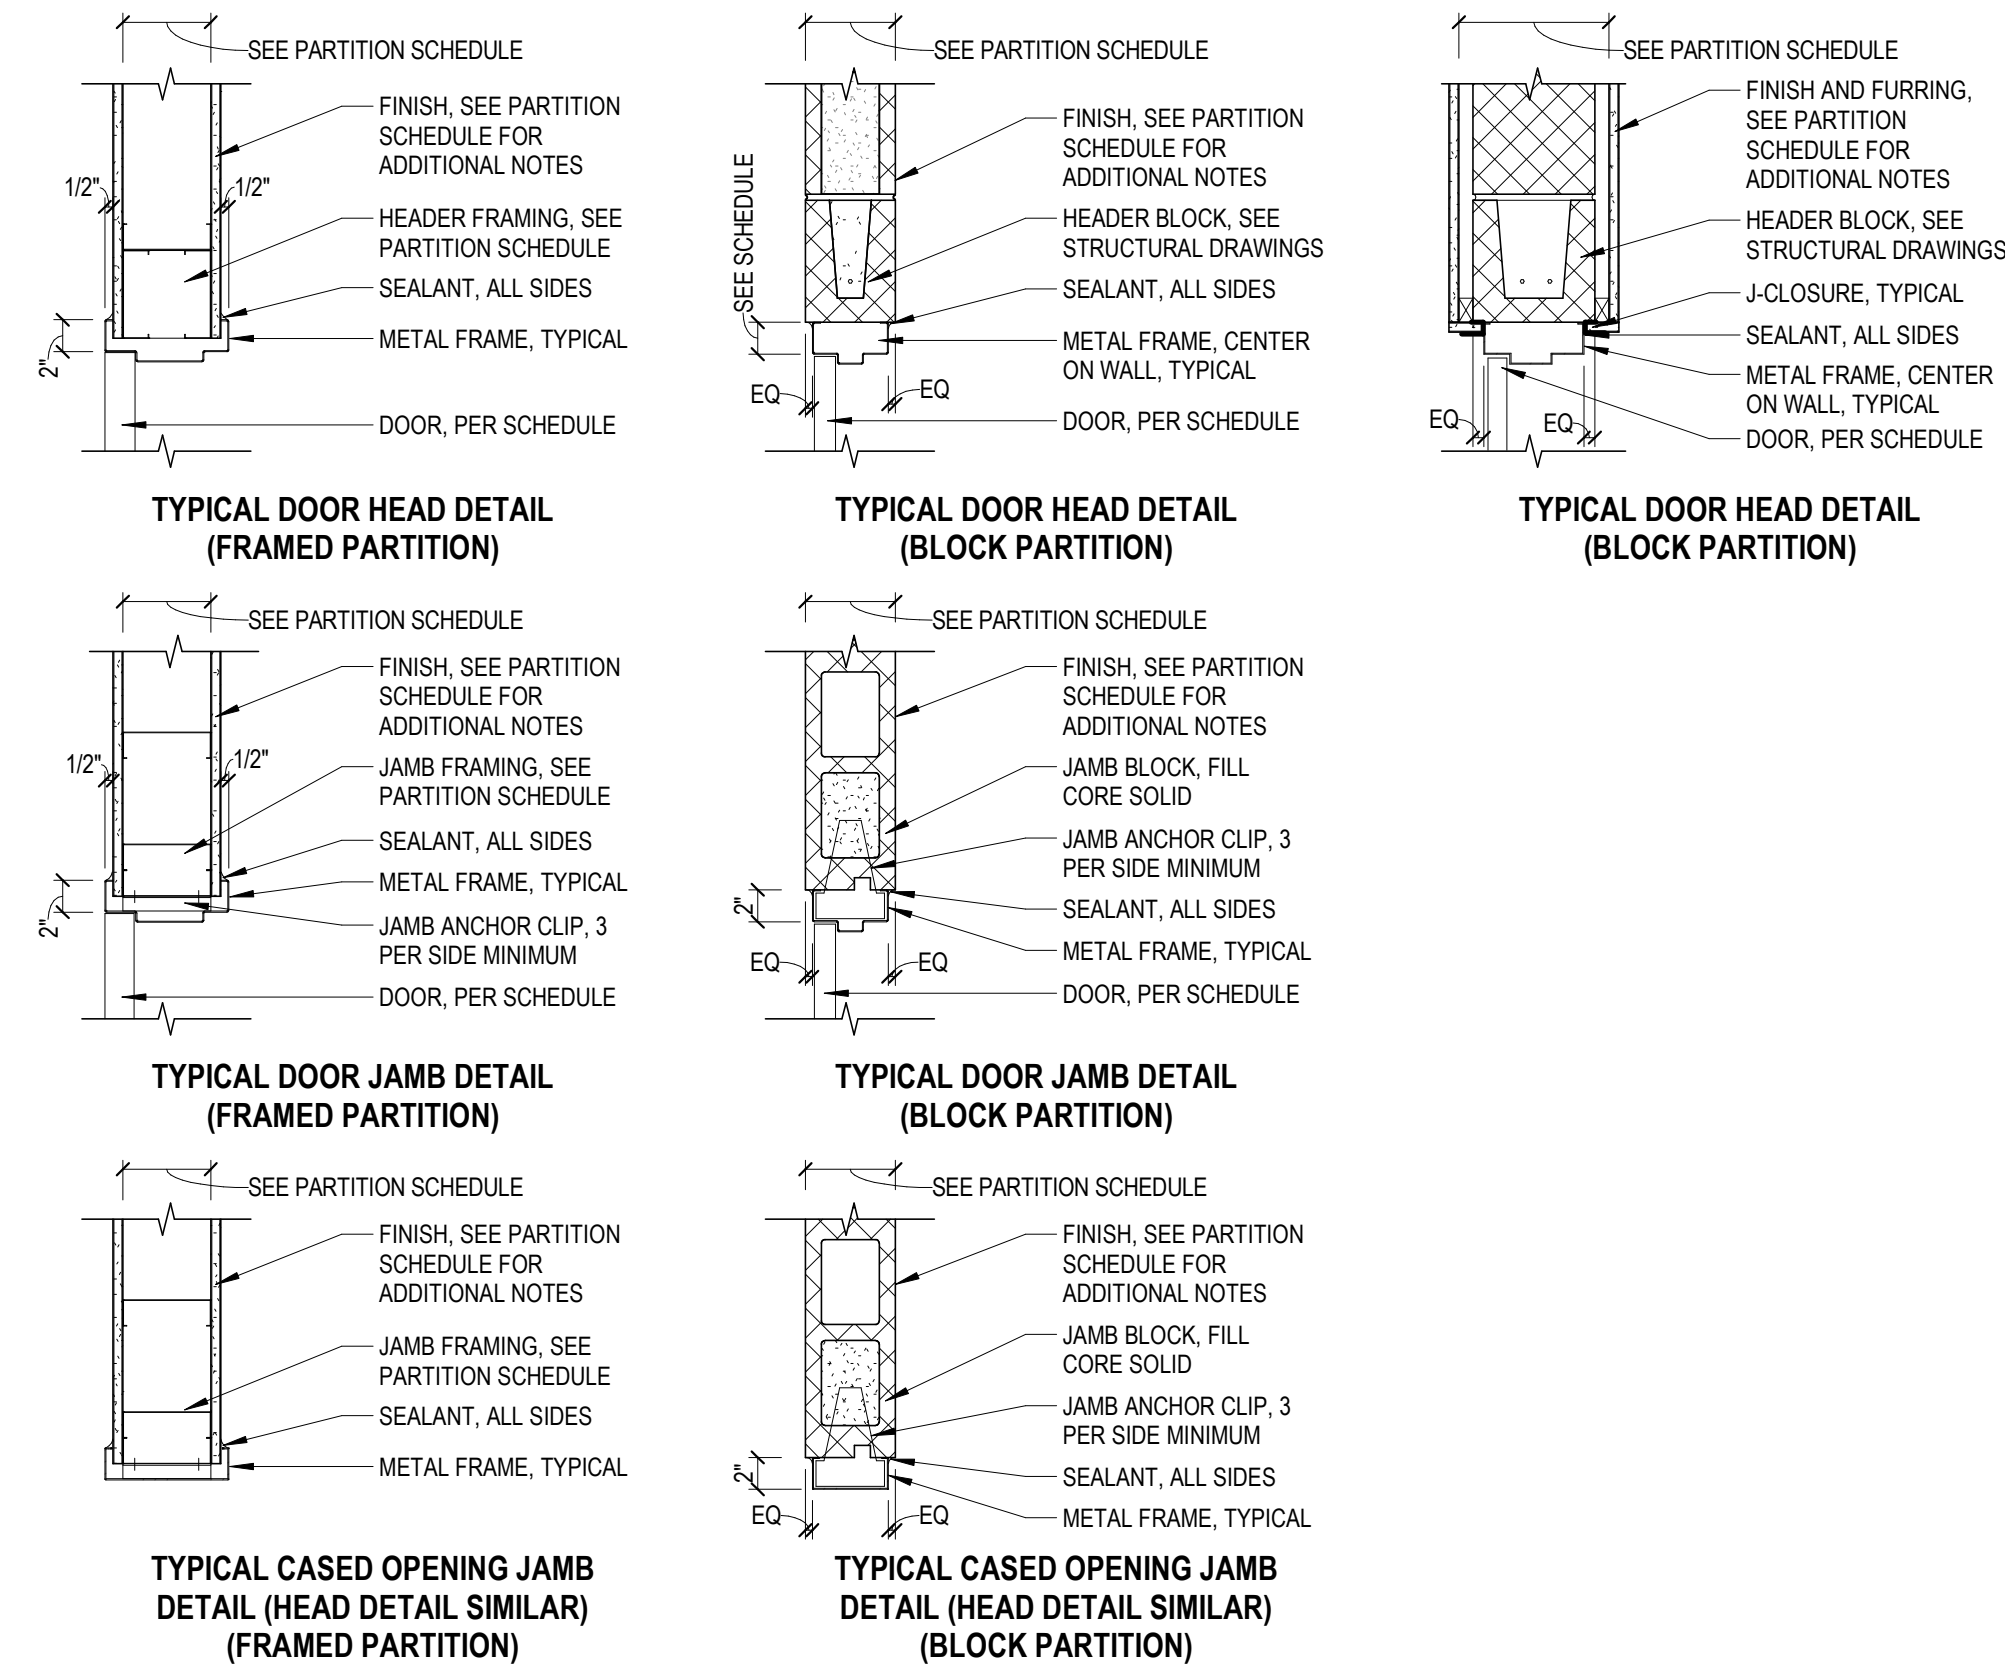 SEE PARTITION SCHEDULE
FINISH, SEE PARTITION
SCHEDULE FOR
ADDITIONAL NOTES
1/2"
1/2"
HEADER FRAMING, SEE
PARTITION SCHEDULE
SEALANT, ALL SIDES
METAL FRAME, TYPICAL
2"
DOOR, PER SCHEDULE
TYPICAL DOOR HEAD DETAIL
(FRAMED PARTITION)
SEE PARTITION SCHEDULE
FINISH, SEE PARTITION
SCHEDULE FOR
ADDITIONAL NOTES
SEE SCHEDULE
HEADER BLOCK, SEE
STRUCTURAL DRAWINGS
SEALANT, ALL SIDES
METAL FRAME, CENTER
ON WALL, TYPICAL
EQ
EQ
DOOR, PER SCHEDULE
TYPICAL DOOR HEAD DETAIL
(BLOCK PARTITION)
SEE PARTITION SCHEDULE
FINISH AND FURRING,
SEE PARTITION
SCHEDULE FOR
ADDITIONAL NOTES
HEADER BLOCK, SEE
STRUCTURAL DRAWINGS
J-CLOSURE, TYPICAL
SEALANT, ALL SIDES
METAL FRAME, CENTER
ON WALL, TYPICAL
EQ
EQ
DOOR, PER SCHEDULE
TYPICAL DOOR HEAD DETAIL
(BLOCK PARTITION)
SEE PARTITION SCHEDULE
FINISH, SEE PARTITION
SCHEDULE FOR
ADDITIONAL NOTES
1/2"
1/2"
JAMB FRAMING, SEE
PARTITION SCHEDULE
SEALANT, ALL SIDES
METAL FRAME, TYPICAL
2"
JAMB ANCHOR CLIP, 3
PER SIDE MINIMUM
DOOR, PER SCHEDULE
TYPICAL DOOR JAMB DETAIL
(FRAMED PARTITION)
SEE PARTITION SCHEDULE
FINISH, SEE PARTITION
SCHEDULE FOR
ADDITIONAL NOTES
JAMB BLOCK, FILL
CORE SOLID
JAMB ANCHOR CLIP, 3
PER SIDE MINIMUM
2"
SEALANT, ALL SIDES
METAL FRAME, TYPICAL
EQ
EQ
DOOR, PER SCHEDULE
TYPICAL DOOR JAMB DETAIL
(BLOCK PARTITION)
SEE PARTITION SCHEDULE
FINISH, SEE PARTITION
SCHEDULE FOR
ADDITIONAL NOTES
JAMB FRAMING, SEE
PARTITION SCHEDULE
SEALANT, ALL SIDES
METAL FRAME, TYPICAL
TYPICAL CASED OPENING JAMB
DETAIL (HEAD DETAIL SIMILAR)
(FRAMED PARTITION)
SEE PARTITION SCHEDULE
FINISH, SEE PARTITION
SCHEDULE FOR
ADDITIONAL NOTES
JAMB BLOCK, FILL
CORE SOLID
JAMB ANCHOR CLIP, 3
PER SIDE MINIMUM
2"
SEALANT, ALL SIDES
METAL FRAME, TYPICAL
EQ
EQ
TYPICAL CASED OPENING JAMB
DETAIL (HEAD DETAIL SIMILAR)
(BLOCK PARTITION)